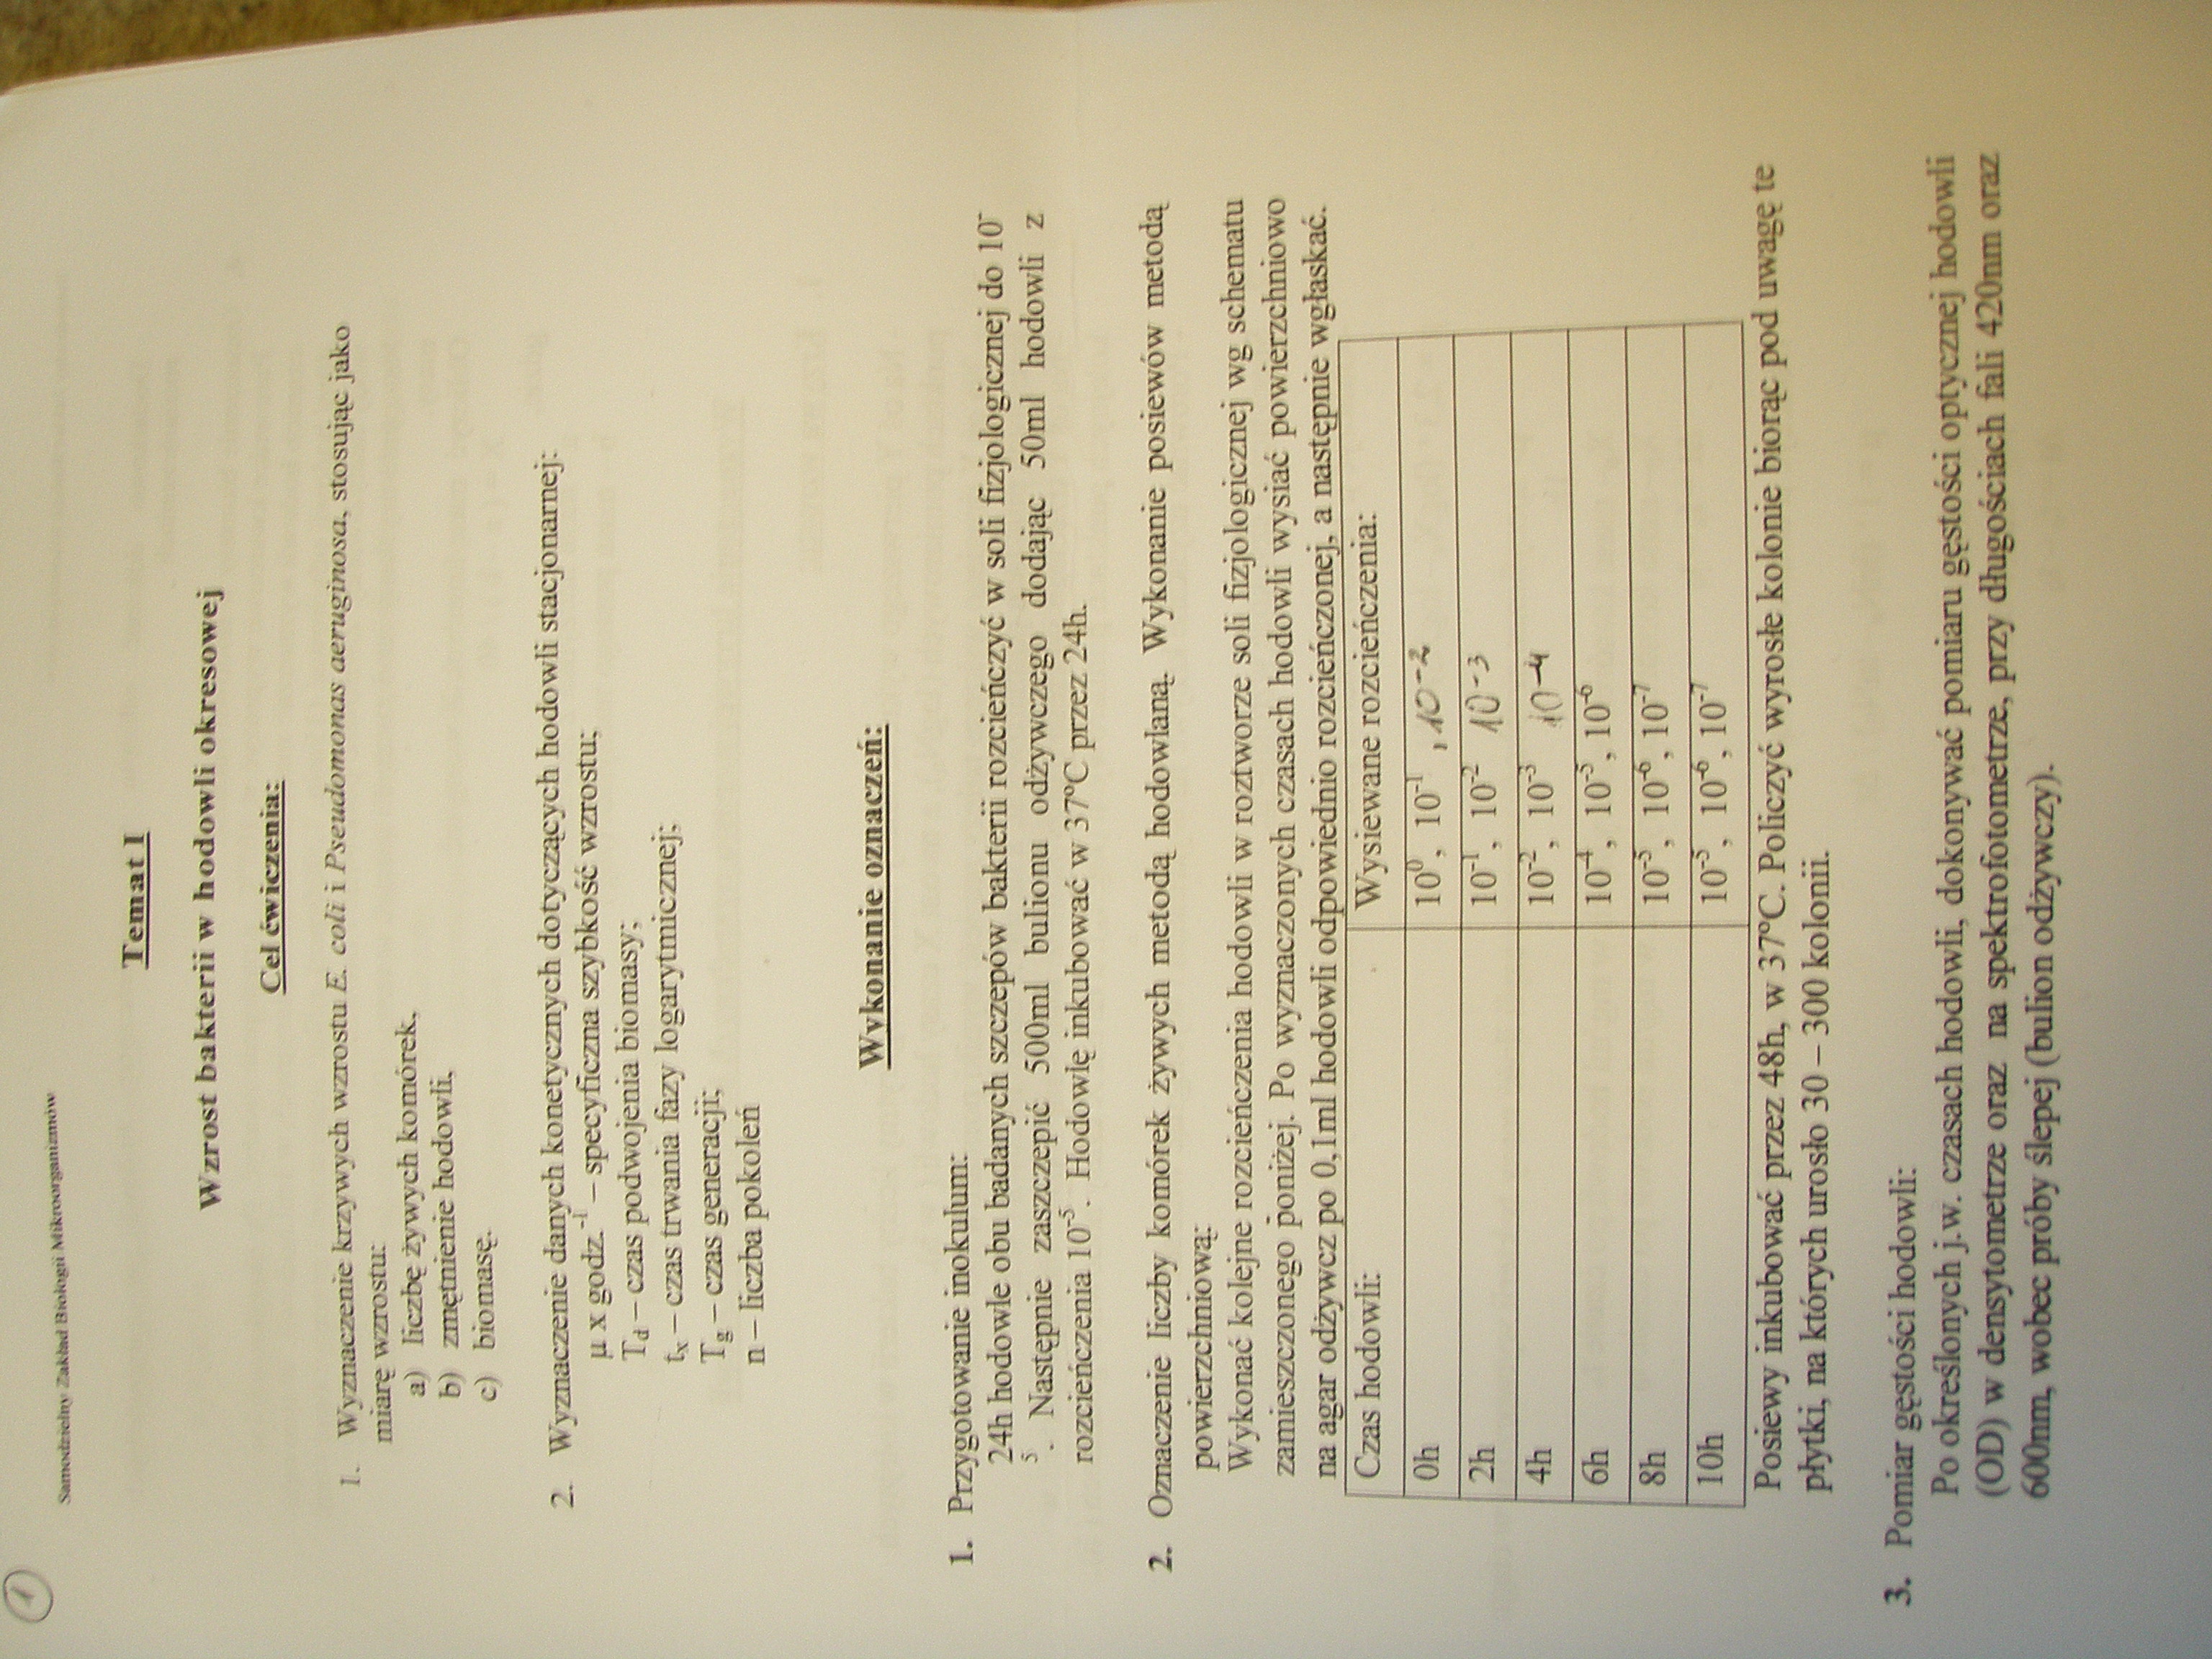 1
Samodzielny Zakład Biologii Mikroorganizmów
Temat I
Wzrost bakterii w hodowli okresowej
Cel ćwiczenia:
1. Wyznaczenie krzywych wzrostu E. coli i Pseudomonas aeruginosa, stosując jako
miarę wzrostu:
a) liczbę żywych komórek,
b) zmętnienie hodowli,
c) biomasę.
2. Wyznaczenie danych konetycznych dotyczących hodowli stacjonarnej:
µ x godz.⁻¹ – specyficzna szybkość wzrostu;
Td – czas podwojenia biomasy;
tx – czas trwania fazy logarytmicznej;
Tg – czas generacji;
n – liczba pokoleń
Wykonanie oznaczeń:
1. Przygotowanie inokulum:
24h hodowle obu badanych szczepów bakterii rozcieńczyć w soli fizjologicznej do 10⁻
⁵. Następnie zaszczepić 500ml bulionu odżywczego dodając 50ml hodowli z
rozcieńczenia 10⁻⁵. Hodowlę inkubować w 37°C przez 24h.
2. Oznaczenie liczby komórek żywych metodą hodowlaną. Wykonanie posiewów metodą
powierzchniową:
Wykonać kolejne rozcieńczenia hodowli w roztworze soli fizjologicznej wg schematu
zamieszczonego poniżej. Po wyznaczonych czasach hodowli wysiać powierzchniowo
na agar odżywcz po 0,1ml hodowli odpowiednio rozcieńczonej, a następnie wgłaskać.
Czas hodowli: Wysiewane rozcieńczenia:
0h 10⁰, 10⁻¹, 10⁻²
2h 10⁻¹, 10⁻² 10⁻³
4h 10⁻², 10⁻³ 10⁻⁴
6h 10⁻⁴, 10⁻⁵, 10⁻⁶
8h 10⁻⁵, 10⁻⁶, 10⁻⁷
10h 10⁻⁵, 10⁻⁶, 10⁻⁷
Posiewy inkubować przez 48h, w 37°C. Policzyć wyrosłe kolonie biorąc pod uwagę te
płytki, na których urosło 30 – 300 kolonii.
3. Pomiar gęstości hodowli:
Po określonych j.w. czasach hodowli, dokonywać pomiaru gęstości optycznej hodowli
(OD) w densytometrze oraz na spektrofotometrze, przy długościach fali 420nm oraz
600nm, wobec próby ślepej (bulion odżywczy).